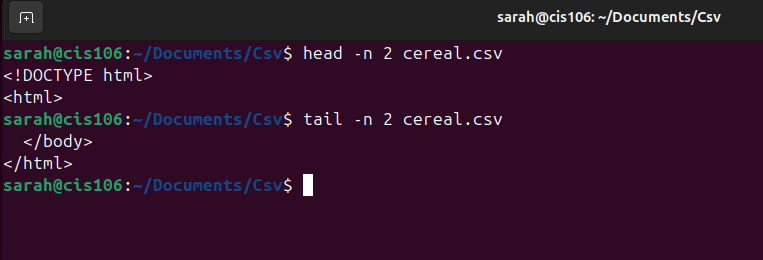 sarah@cis106: ~/Documents/Csv
sarah@cis106:~/Documents/Csv$ head -n 2 cereal.csv
<!DOCTYPE html>
<html>
sarah@cis106:~/Documents/Csv$ tail -n 2 cereal.csv
  </body>
</html>
sarah@cis106:~/Documents/Csv$